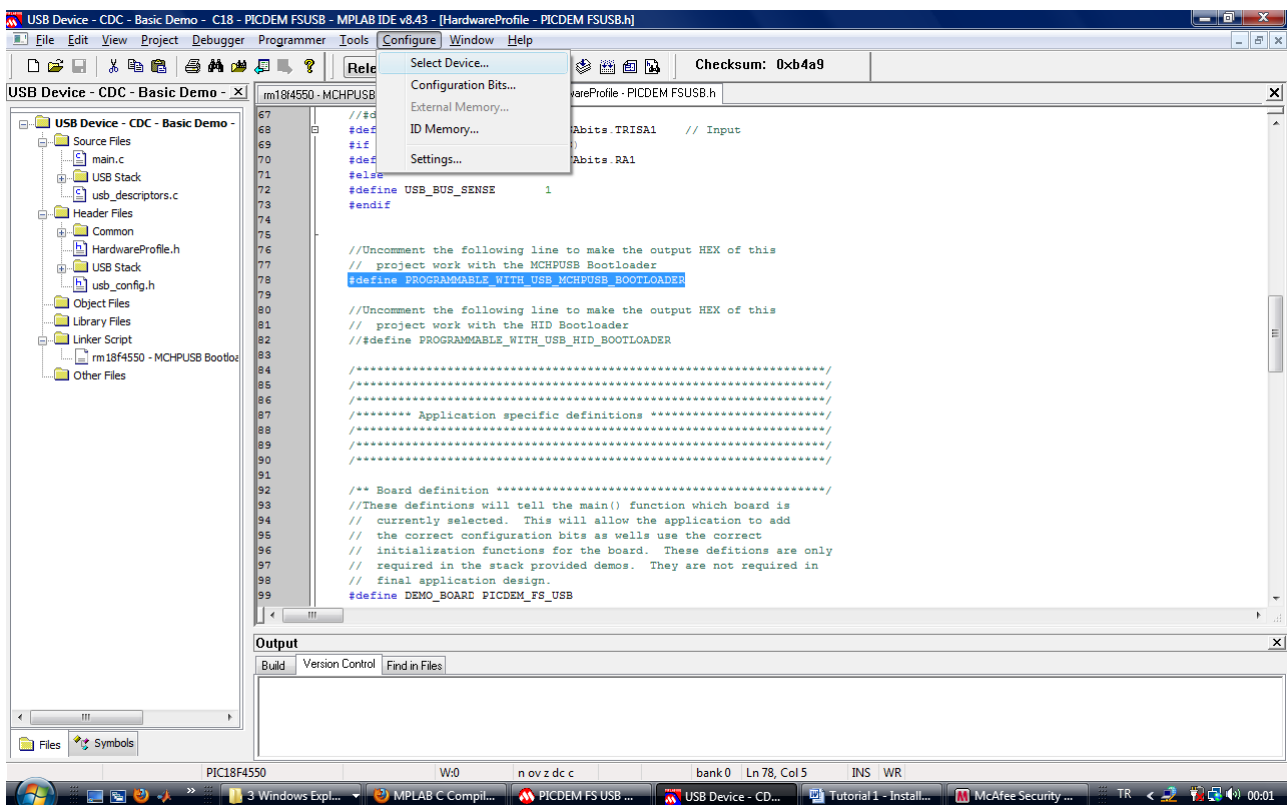 USB Device - CDC - Basic Demo - C18 - PICDEM FSUSB - MPLAB IDE v8.43 - [HardwareProfile - PICDEM FSUSB.h]
File Edit View Project Debugger Programmer Tools Configure Window Help
Rele
Checksum: 0xb4a9
Select Device...
Configuration Bits...
External Memory...
ID Memory...
Settings...
USB Device - CDC - Basic Demo -
USB Device - CDC - Basic Demo -
Source Files
main.c
USB Stack
usb_descriptors.c
Header Files
Common
HardwareProfile.h
USB Stack
usb_config.h
Object Files
Library Files
Linker Script
rm18f4550 - MCHPUSB Bootloa
Other Files
Files Symbols
rm18f4550 - MCHPUSB
wareProfile - PICDEM FSUSB.h
67 //#d
68 #def Abits.TRISA1 // Input
69 #if )
70 #def Abits.RA1
71 #else
72 #define USB_BUS_SENSE 1
73 #endif
74
75
76 //Uncomment the following line to make the output HEX of this
77 // project work with the MCHPUSB Bootloader
78 #define PROGRAMMABLE_WITH_USB_MCHPUSB_BOOTLOADER
79
80 //Uncomment the following line to make the output HEX of this
81 // project work with the HID Bootloader
82 //#define PROGRAMMABLE_WITH_USB_HID_BOOTLOADER
83
84 /*******************************************************************/
85 /*******************************************************************/
86 /*******************************************************************/
87 /******** Application specific definitions *************************/
88 /*******************************************************************/
89 /*******************************************************************/
90 /*******************************************************************/
91
92 /** Board definition ***********************************************/
93 //These defintions will tell the main() function which board is
94 // currently selected. This will allow the application to add
95 // the correct configuration bits as wells use the correct
96 // initialization functions for the board. These defitions are only
97 // required in the stack provided demos. They are not required in
98 // final application design.
99 #define DEMO_BOARD PICDEM_FS_USB
Output
Build Version Control Find in Files
PIC18F4550 W:0 n ov z dc c bank 0 Ln 78, Col 5 INS WR
3 Windows Expl... MPLAB C Compil... PICDEM FS USB ... USB Device - CD... Tutorial 1 - Install... McAfee Security ... TR 00:01